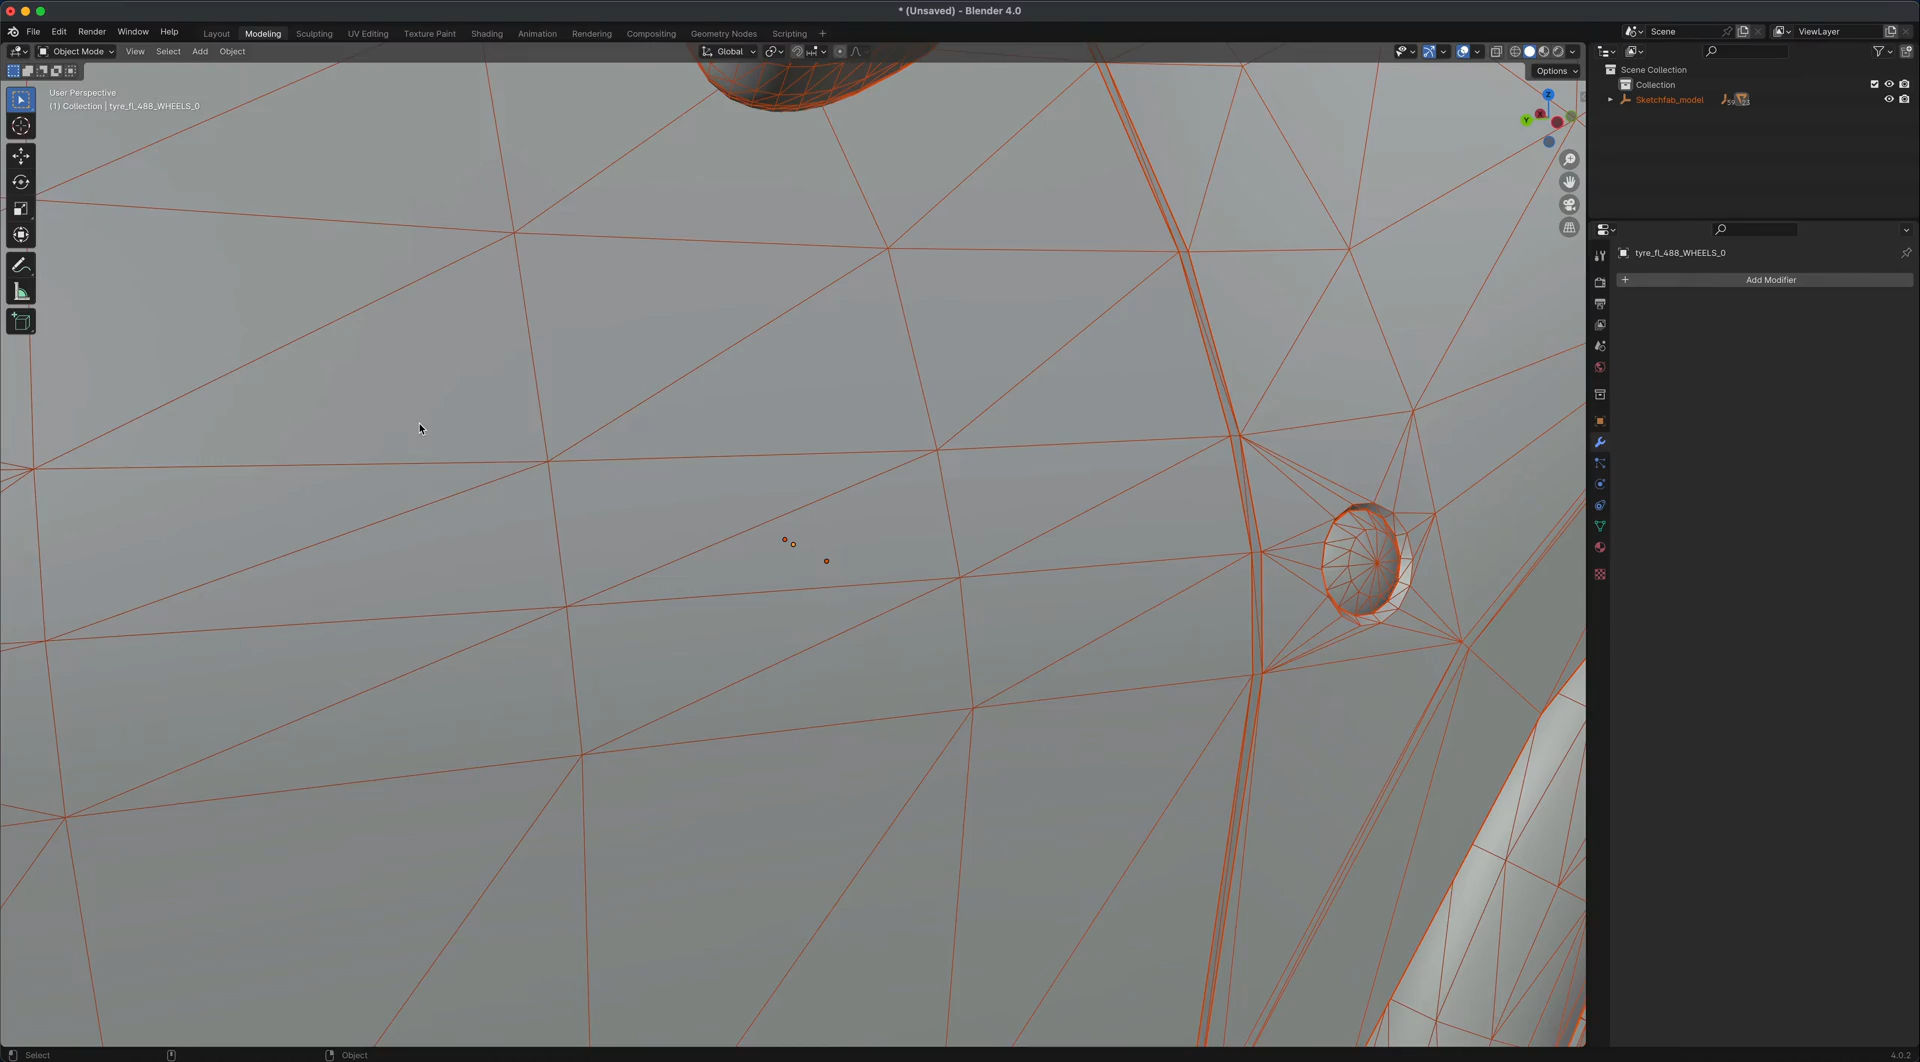 * (Unsaved) - Blender 4.0
File Edit Render Window Help
Layout Modeling Sculpting UV Editing Texture Paint Shading Animation Rendering Compositing Geometry Nodes Scripting +
Scene
ViewLayer
Object Mode View Select Add Object
Global
Options
User Perspective
(1) Collection | tyre_fl_488_WHEELS_0
Z
Y
X
Scene Collection
Collection
Sketchfab_model
tyre_fl_488_WHEELS_0
+ Add Modifier
Select
Object
4.0.2